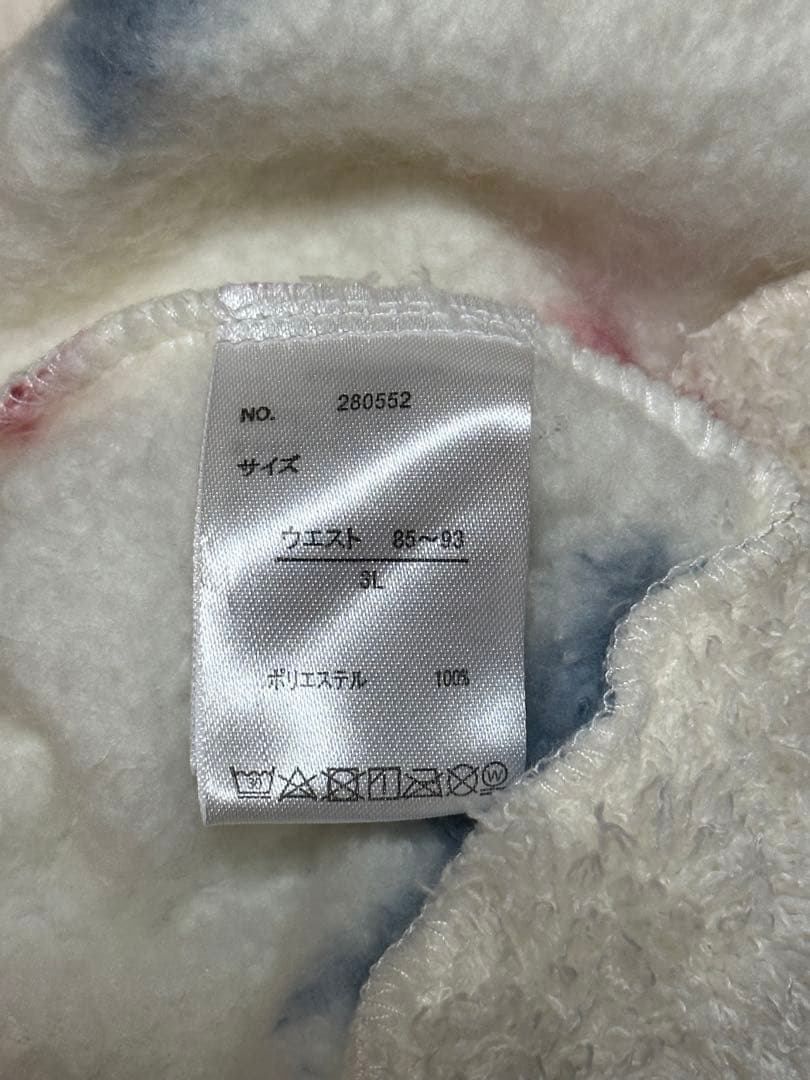 NO. 280552
サイズ
ウエスト 85〜93
3L
ポリエステル 100%